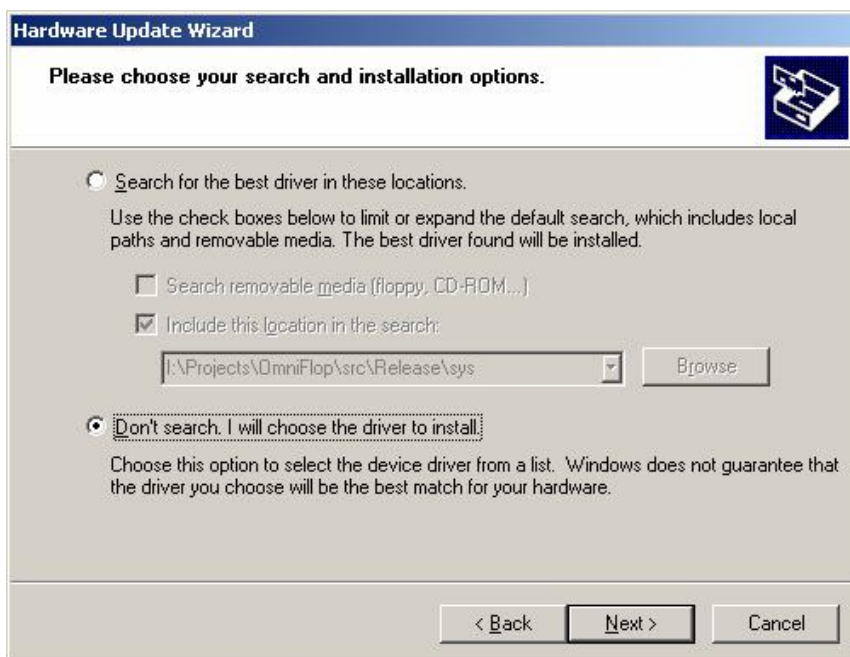 Hardware Update Wizard
Please choose your search and installation options.
Search for the best driver in these locations.
Use the check boxes below to limit or expand the default search, which includes local
paths and removable media. The best driver found will be installed.
Search removable media (floppy, CD-ROM...)
Include this location in the search:
I:\Projects\OmniFlop\src\Release\sys
Browse
Don't search. I will choose the driver to install.
Choose this option to select the device driver from a list. Windows does not guarantee that
the driver you choose will be the best match for your hardware.
< Back
Next >
Cancel